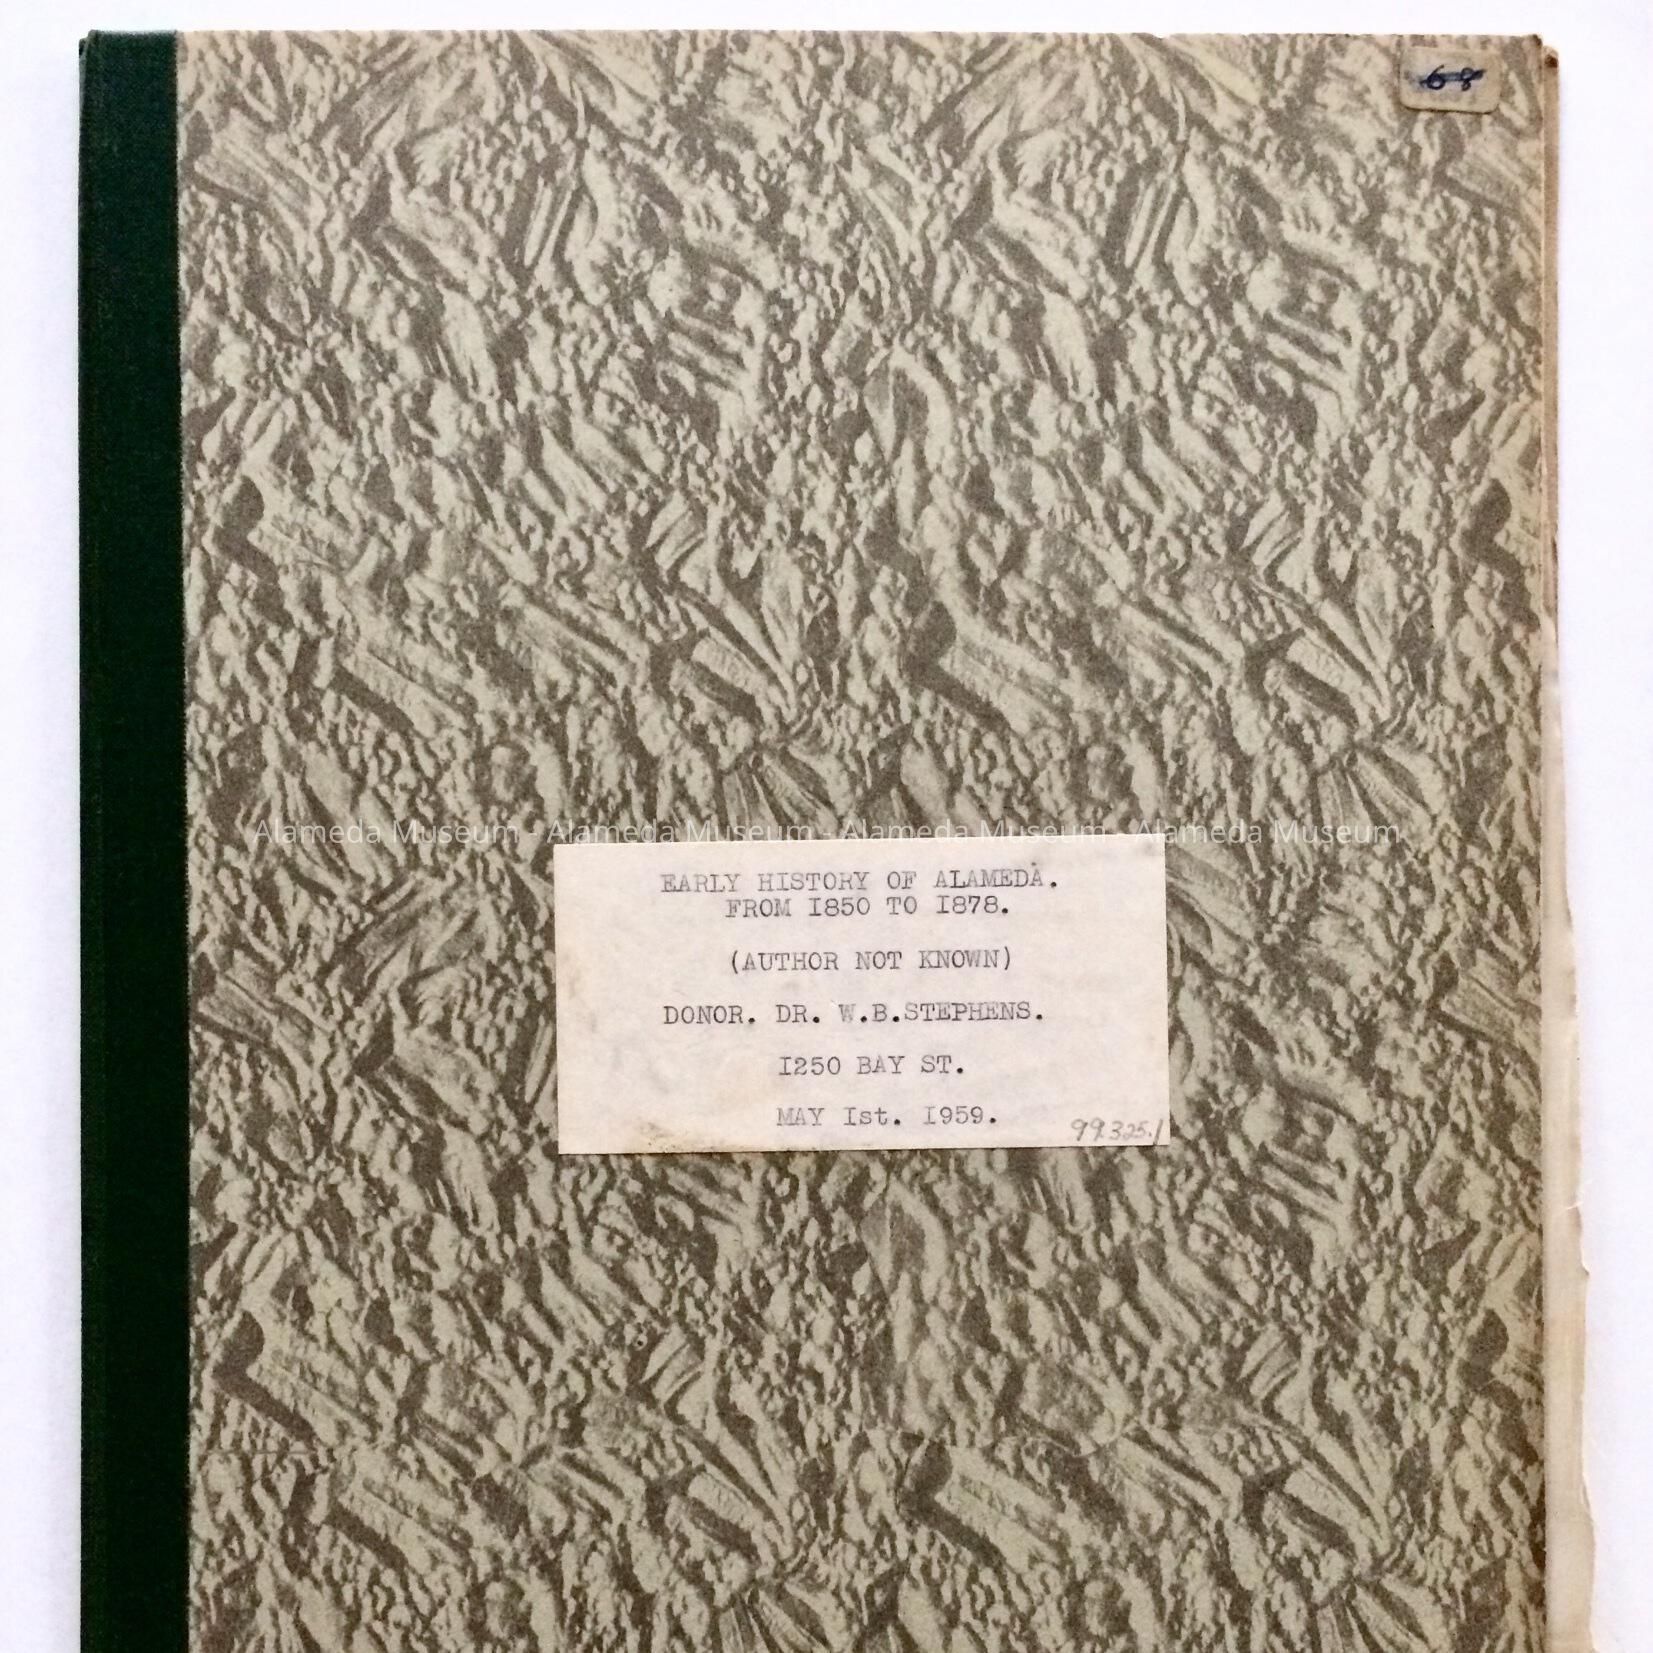 68
Alameda Museum - Alameda Museum - Alameda Museum - Alameda Museum
EARLY HISTORY OF ALAMEDA.
FROM I850 TO I878.
(AUTHOR NOT KNOWN)
DONOR. DR. W.B.STEPHENS.
I250 BAY ST.
MAY Ist. I959.
99.325.1